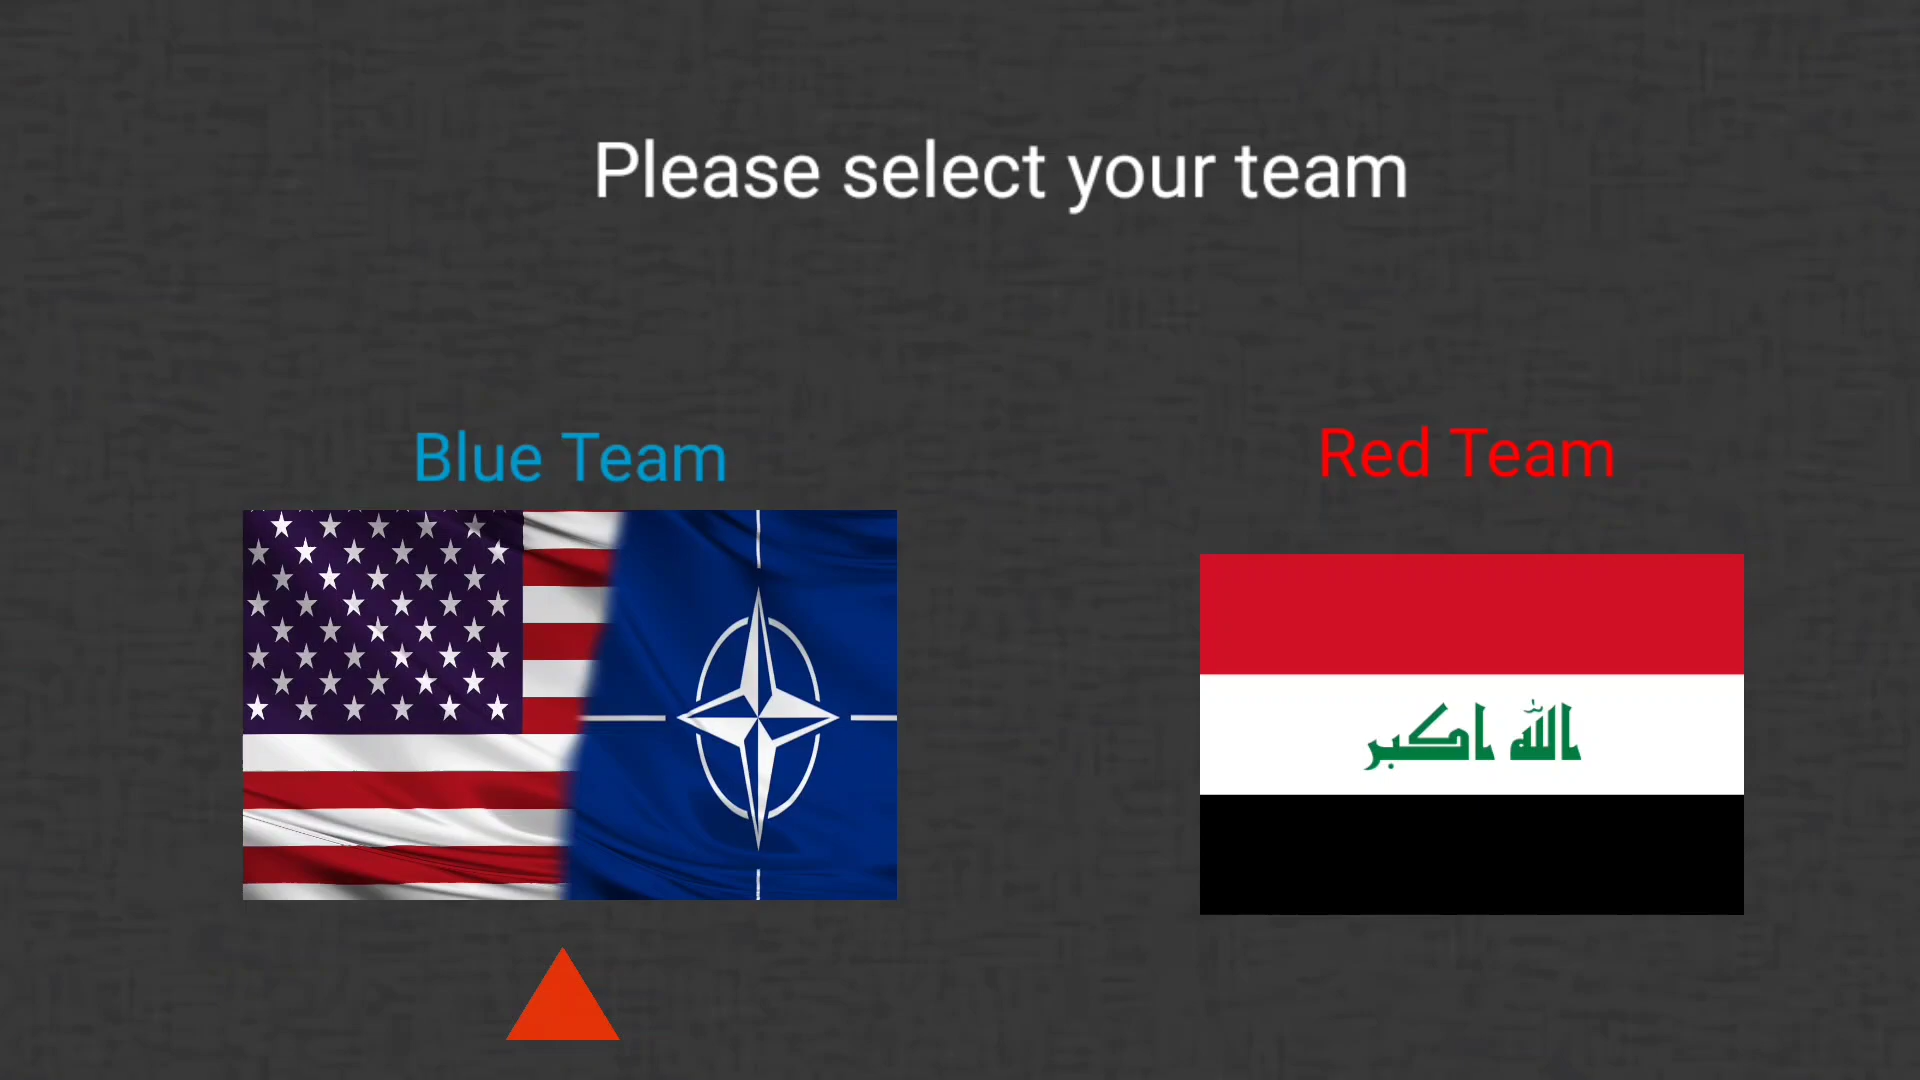 Please select your team
Blue Team
Red Team
الله اكبر